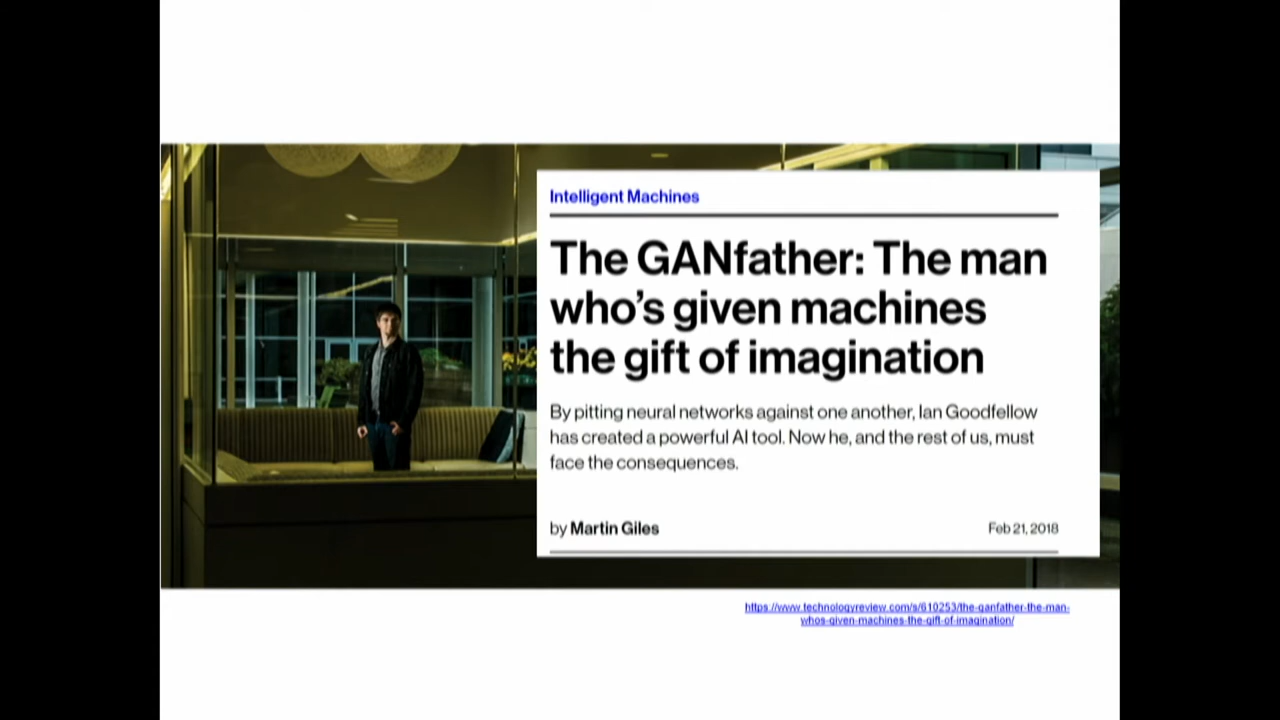 Intelligent Machines
The GANfather: The man
who's given machines
the gift of imagination
By pitting neural networks against one another, Ian Goodfellow
has created a powerful AI tool. Now he, and the rest of us, must
face the consequences.
by Martin Giles
Feb 21, 2018
https://www.technologyreview.com/s/610253/the-ganfather-the-man-
whos-given-machines-the-gift-of-imagination/